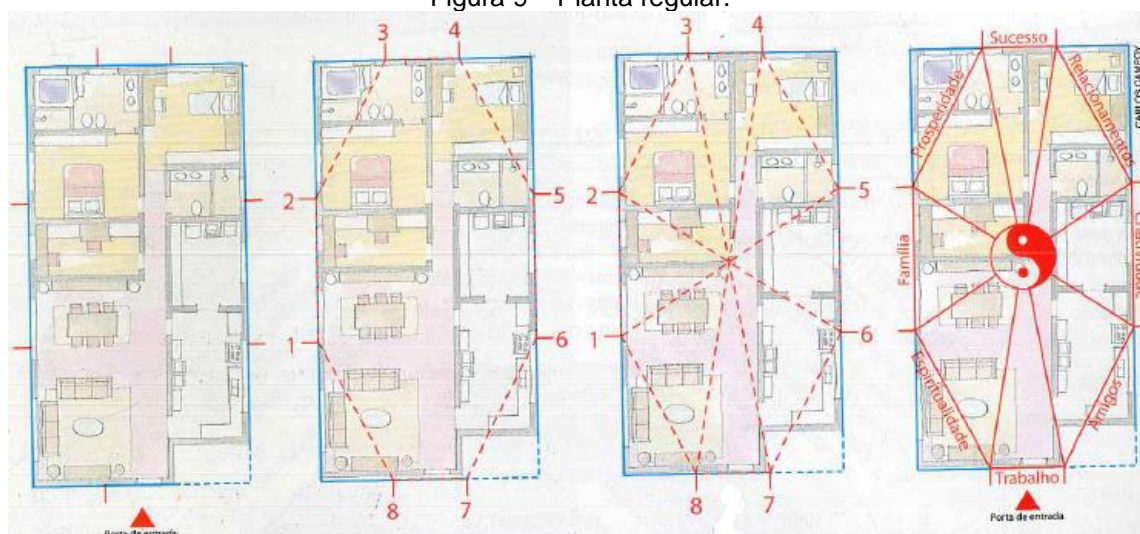 Figura 9 – Planta regular.
3 4
2 5
1 6
8 7
3 4
2 5
1 6
8 7
Sucesso
Prosperidade
Relacionamentos
Família
Espiritualidade
Amigos
Trabalho
Porta de entrada
Porta de entrada